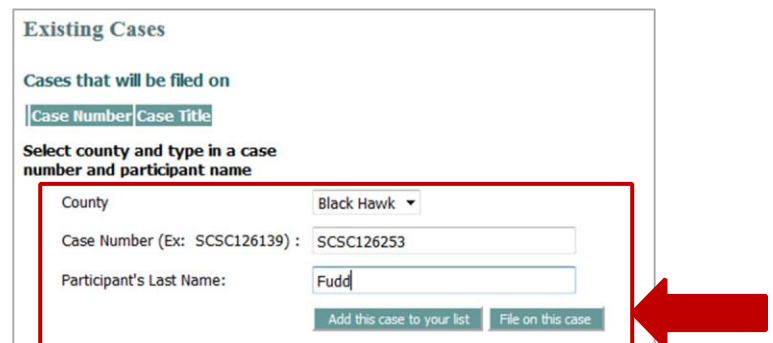 Existing Cases
Cases that will be filed on
Case Number Case Title
Select county and type in a case
number and participant name
County Black Hawk
Case Number (Ex: SCSC126139) : SCSC126253
Participant's Last Name: Fudd
Add this case to your list File on this case